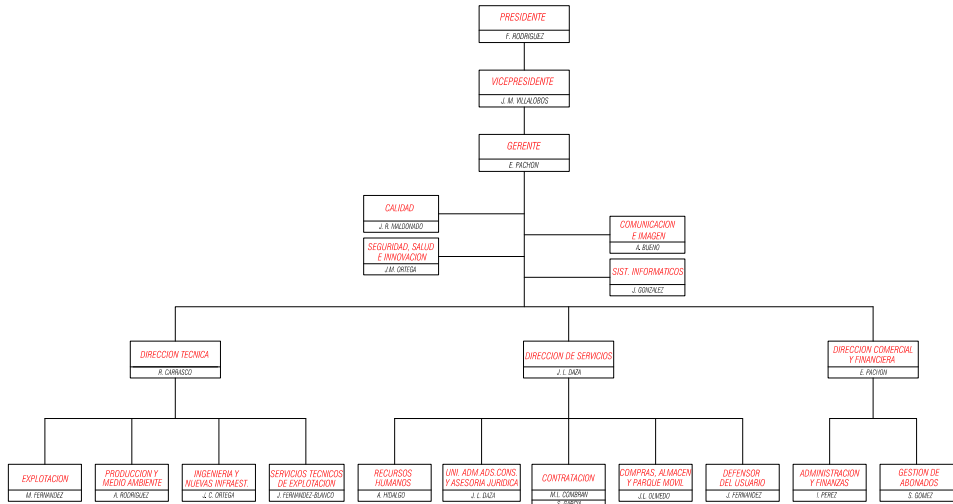 PRESIDENTE
F. RODRIGUEZ
VICEPRESIDENTE
J. M. VILLALOBOS
GERENTE
E. PACHON
CALIDAD
J. R. MALDONADO
COMUNICACION
E IMAGEN
A. BUENO
SEGURIDAD, SALUD
E INNOVACION
J.M. ORTEGA
SIST. INFORMATICOS
J. GONZALEZ
DIRECCION TECNICA
R. CARRASCO
DIRECCION DE SERVICIOS
J. L. DAZA
DIRECCION COMERCIAL
Y FINANCIERA
E. PACHON
EXPLOTACION
M. FERNANDEZ
PRODUCCION Y
MEDIO AMBIENTE
A. RODRIGUEZ
INGENIERIA Y
NUEVAS INFRAEST.
J. C. ORTEGA
SERVICIOS TECNICOS
DE EXPLOTACION
J. FERNANDEZ-BLANCO
RECURSOS
HUMANOS
A. HIDALGO
UNI. ADM ADS.CONS.
Y ASESORIA JURIDICA
J. L. DAZA
CONTRATACION
M.L. COMBRAN
S. GARCIA
COMPRAS, ALMACEN
Y PARQUE MOVIL
J.L. OLMEDO
DEFENSOR
DEL USUARIO
J. FERNANDEZ
ADMINISTRACION
Y FINANZAS
I. PEREZ
GESTION DE
ABONADOS
S. GOMEZ